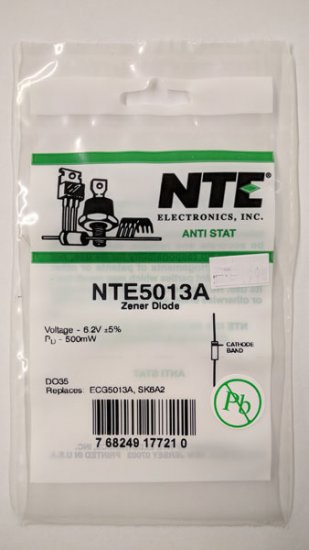 NTE®
ELECTRONICS, INC.
ANTI STAT
NTE5013A
Zener Diode
Voltage - 6.2V ±5%
PD - 500mW
CATHODE
BAND
DO35
Replaces: ECG5013A, SK6A2
Pb
7 68249 17721 0